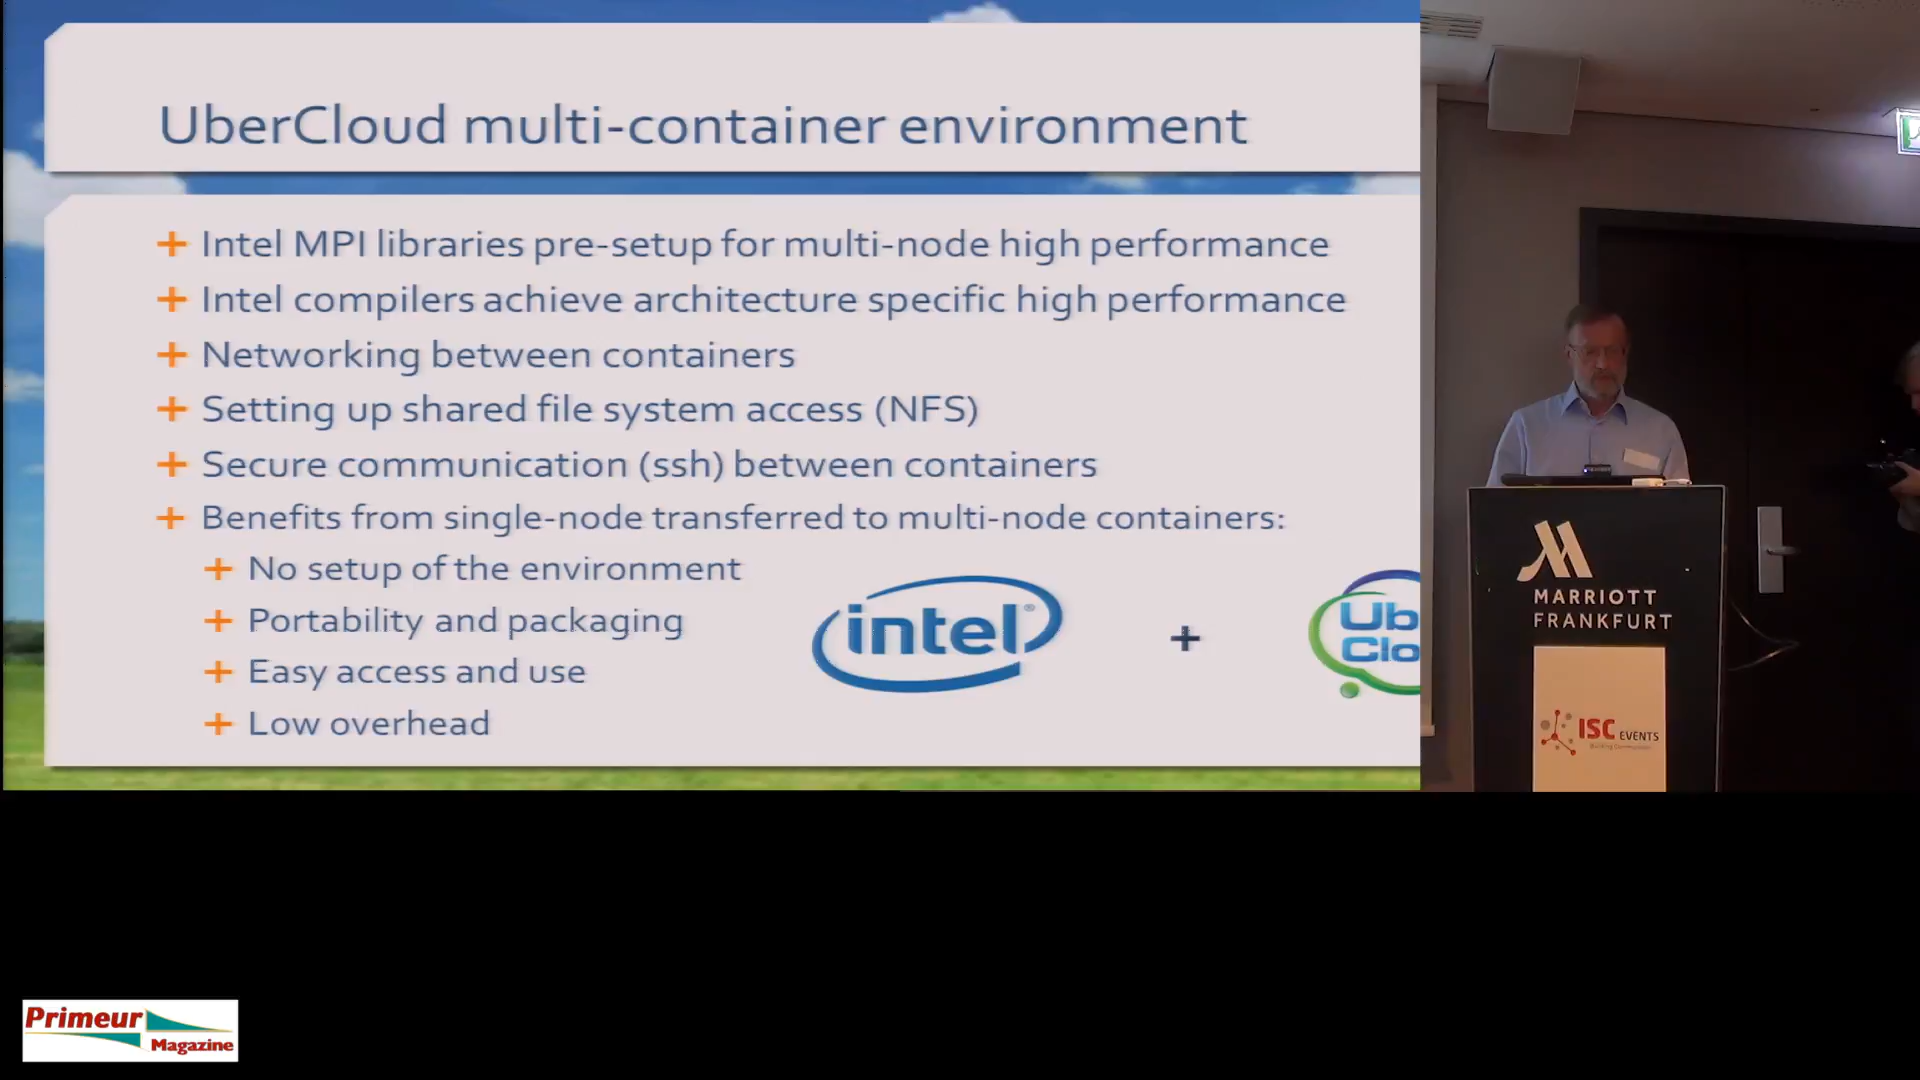 UberCloud multi-container environment
+ Intel MPI libraries pre-setup for multi-node high performance
+ Intel compilers achieve architecture specific high performance
+ Networking between containers
+ Setting up shared file system access (NFS)
+ Secure communication (ssh) between containers
+ Benefits from single-node transferred to multi-node containers:
+ No setup of the environment
+ Portability and packaging
+ Easy access and use
+ Low overhead
intel®
+
Ub
Clo
MARRIOTT
FRANKFURT
ISC EVENTS
Primeur
Magazine